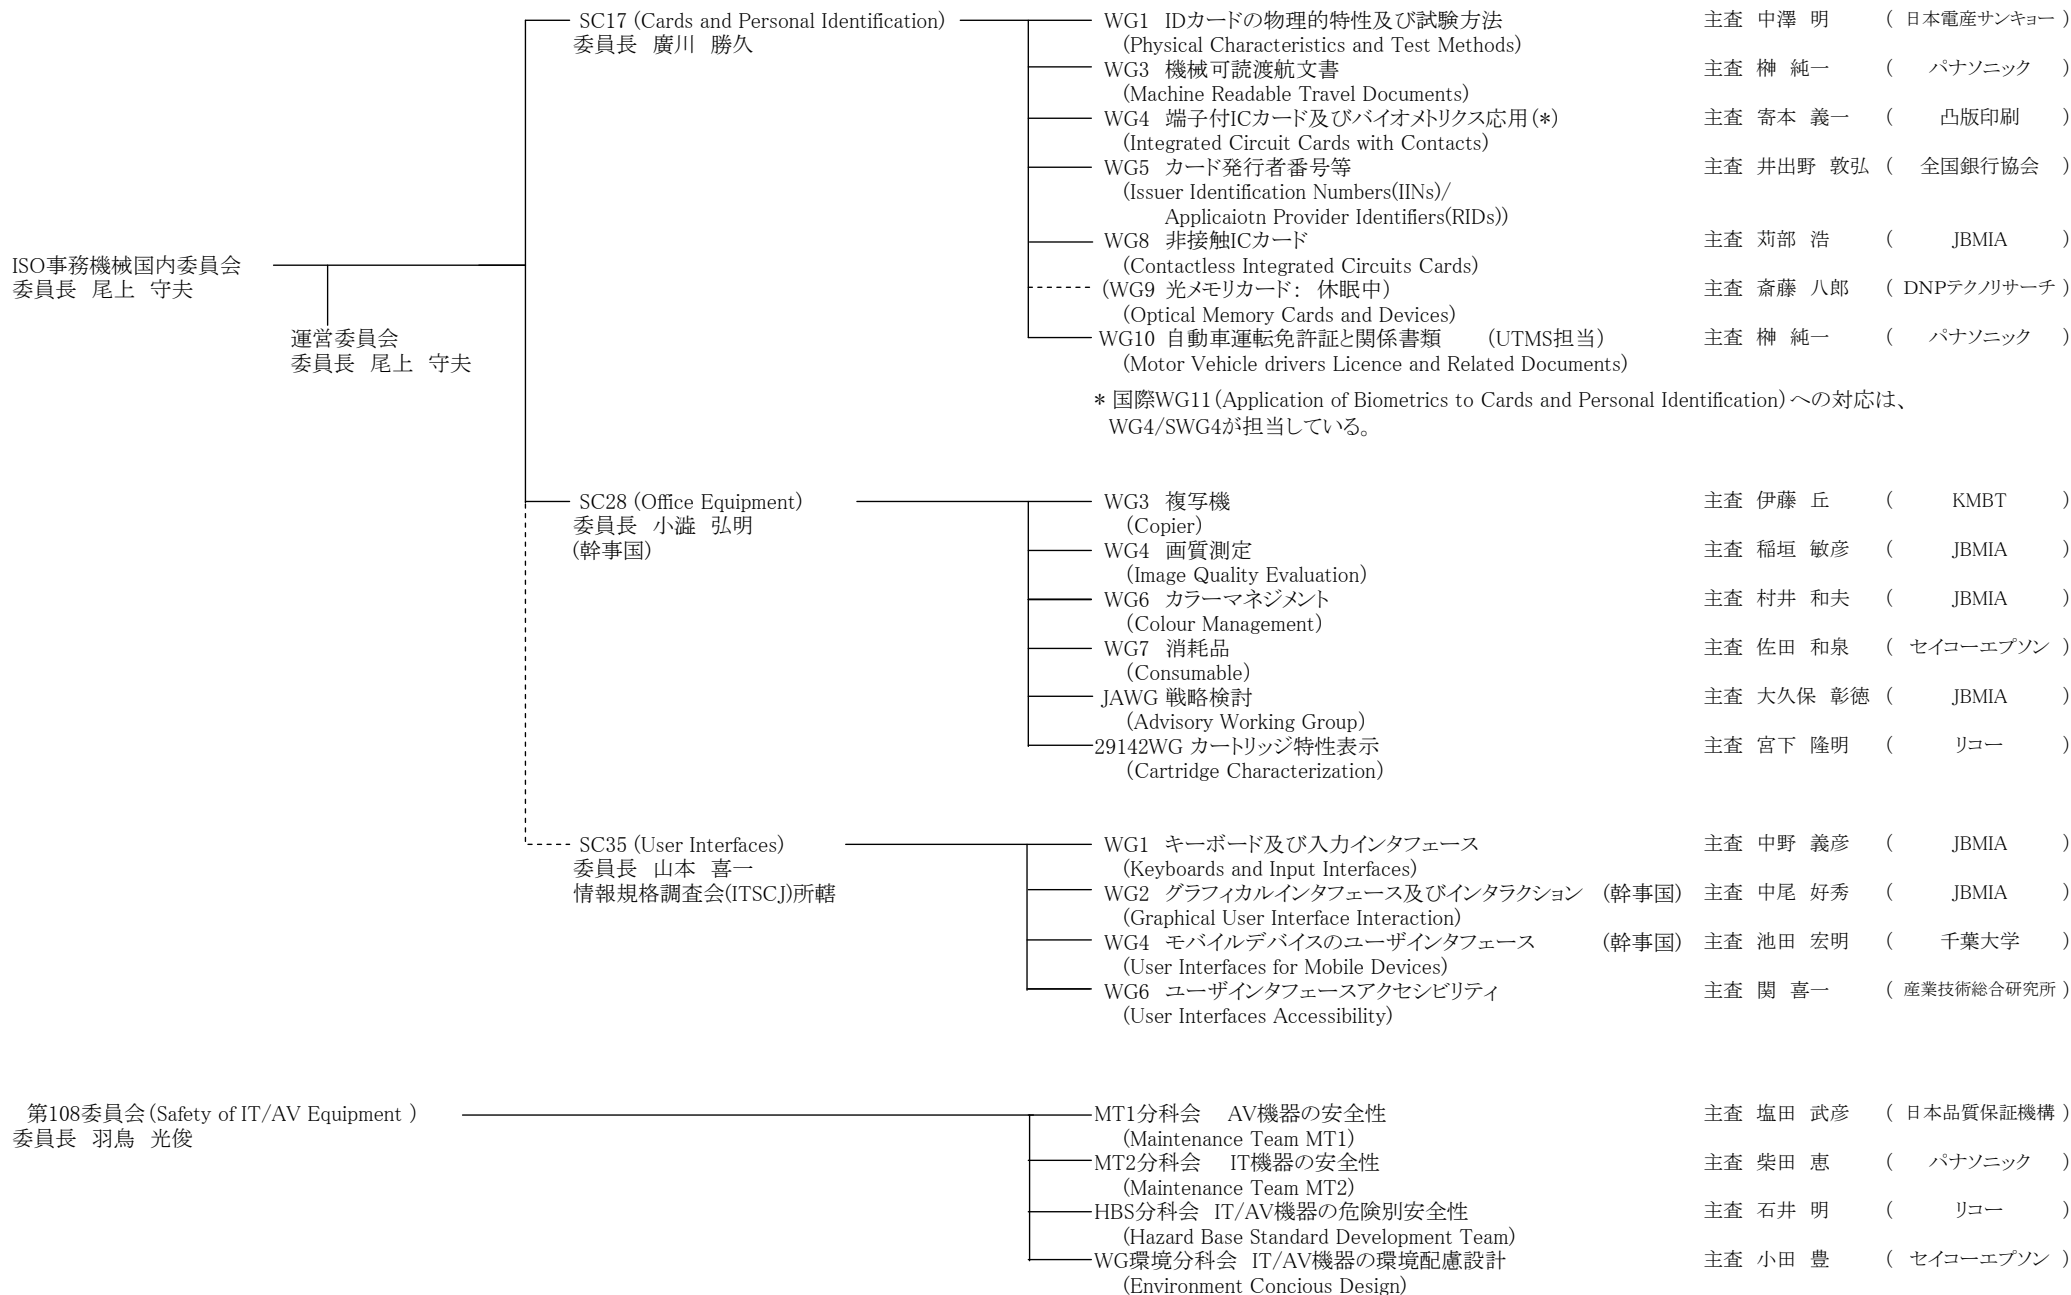 SC17 (Cards and Personal Identification)
委員長 廣川 勝久
WG1 IDカードの物理的特性及び試験方法 主査 中澤 明 ( 日本電産サンキョー )
(Physical Characteristics and Test Methods)
WG3 機械可読渡航文書 主査 榊 純一 ( パナソニック )
(Machine Readable Travel Documents)
WG4 端子付ICカード及びバイオメトリクス応用(*) 主査 寄本 義一 ( 凸版印刷 )
(Integrated Circuit Cards with Contacts)
WG5 カード発行者番号等 主査 井出野 敦弘 ( 全国銀行協会 )
(Issuer Identification Numbers(IINs)/
Applicaiotn Provider Identifiers(RIDs))
WG8 非接触ICカード 主査 苅部 浩 ( JBMIA )
(Contactless Integrated Circuits Cards)
(WG9 光メモリカード: 休眠中) 主査 斎藤 八郎 ( DNPテクノリサーチ )
(Optical Memory Cards and Devices)
WG10 自動車運転免許証と関係書類 (UTMS担当) 主査 榊 純一 ( パナソニック )
(Motor Vehicle drivers Licence and Related Documents)
* 国際WG11(Application of Biometrics to Cards and Personal Identification)への対応は、
WG4/SWG4が担当している。
ISO事務機械国内委員会
委員長 尾上 守夫
運営委員会
委員長 尾上 守夫
SC28 (Office Equipment)
委員長 小澁 弘明
(幹事国)
WG3 複写機 主査 伊藤 丘 ( KMBT )
(Copier)
WG4 画質測定 主査 稲垣 敏彦 ( JBMIA )
(Image Quality Evaluation)
WG6 カラーマネジメント 主査 村井 和夫 ( JBMIA )
(Colour Management)
WG7 消耗品 主査 佐田 和泉 ( セイコーエプソン )
(Consumable)
JAWG 戦略検討 主査 大久保 彰徳 ( JBMIA )
(Advisory Working Group)
29142WG カートリッジ特性表示 主査 宮下 隆明 ( リコー )
(Cartridge Characterization)
SC35 (User Interfaces)
委員長 山本 喜一
情報規格調査会(ITSCJ)所轄
WG1 キーボード及び入力インタフェース 主査 中野 義彦 ( JBMIA )
(Keyboards and Input Interfaces)
WG2 グラフィカルインタフェース及びインタラクション (幹事国) 主査 中尾 好秀 ( JBMIA )
(Graphical User Interface Interaction)
WG4 モバイルデバイスのユーザインタフェース (幹事国) 主査 池田 宏明 ( 千葉大学 )
(User Interfaces for Mobile Devices)
WG6 ユーザインタフェースアクセシビリティ 主査 関 喜一 ( 産業技術総合研究所 )
(User Interfaces Accessibility)
第108委員会(Safety of IT/AV Equipment )
委員長 羽鳥 光俊
MT1分科会 AV機器の安全性 主査 塩田 武彦 ( 日本品質保証機構 )
(Maintenance Team MT1)
MT2分科会 IT機器の安全性 主査 柴田 恵 ( パナソニック )
(Maintenance Team MT2)
HBS分科会 IT/AV機器の危険別安全性 主査 石井 明 ( リコー )
(Hazard Base Standard Development Team)
WG環境分科会 IT/AV機器の環境配慮設計 主査 小田 豊 ( セイコーエプソン )
(Environment Concious Design)